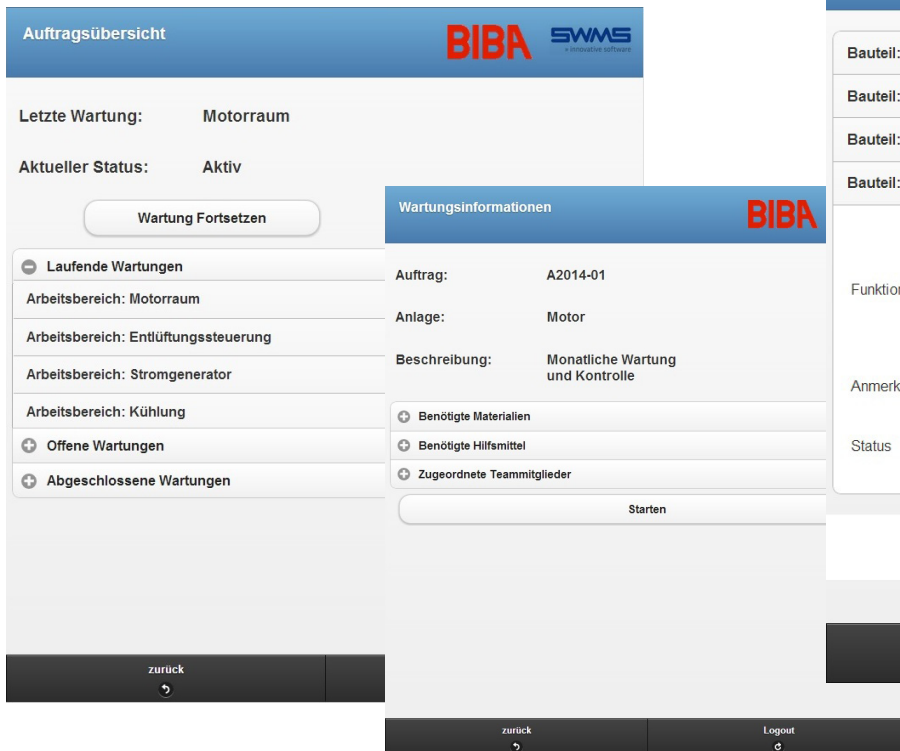 Auftragsübersicht
BIBA
SWMS
innovative software
Letzte Wartung: Motorraum
Aktueller Status: Aktiv
Wartung Fortsetzen
Laufende Wartungen
Arbeitsbereich: Motorraum
Arbeitsbereich: Entlüftungssteuerung
Arbeitsbereich: Stromgenerator
Arbeitsbereich: Kühlung
Offene Wartungen
Abgeschlossene Wartungen
zurück
Wartungsinformationen
BIBA
Auftrag: A2014-01
Anlage: Motor
Beschreibung: Monatliche Wartung
und Kontrolle
Benötigte Materialien
Benötigte Hilfsmittel
Zugeordnete Teammitglieder
Starten
zurück
Logout
Bauteil:
Bauteil:
Bauteil:
Bauteil:
Funktion
Anmerk
Status